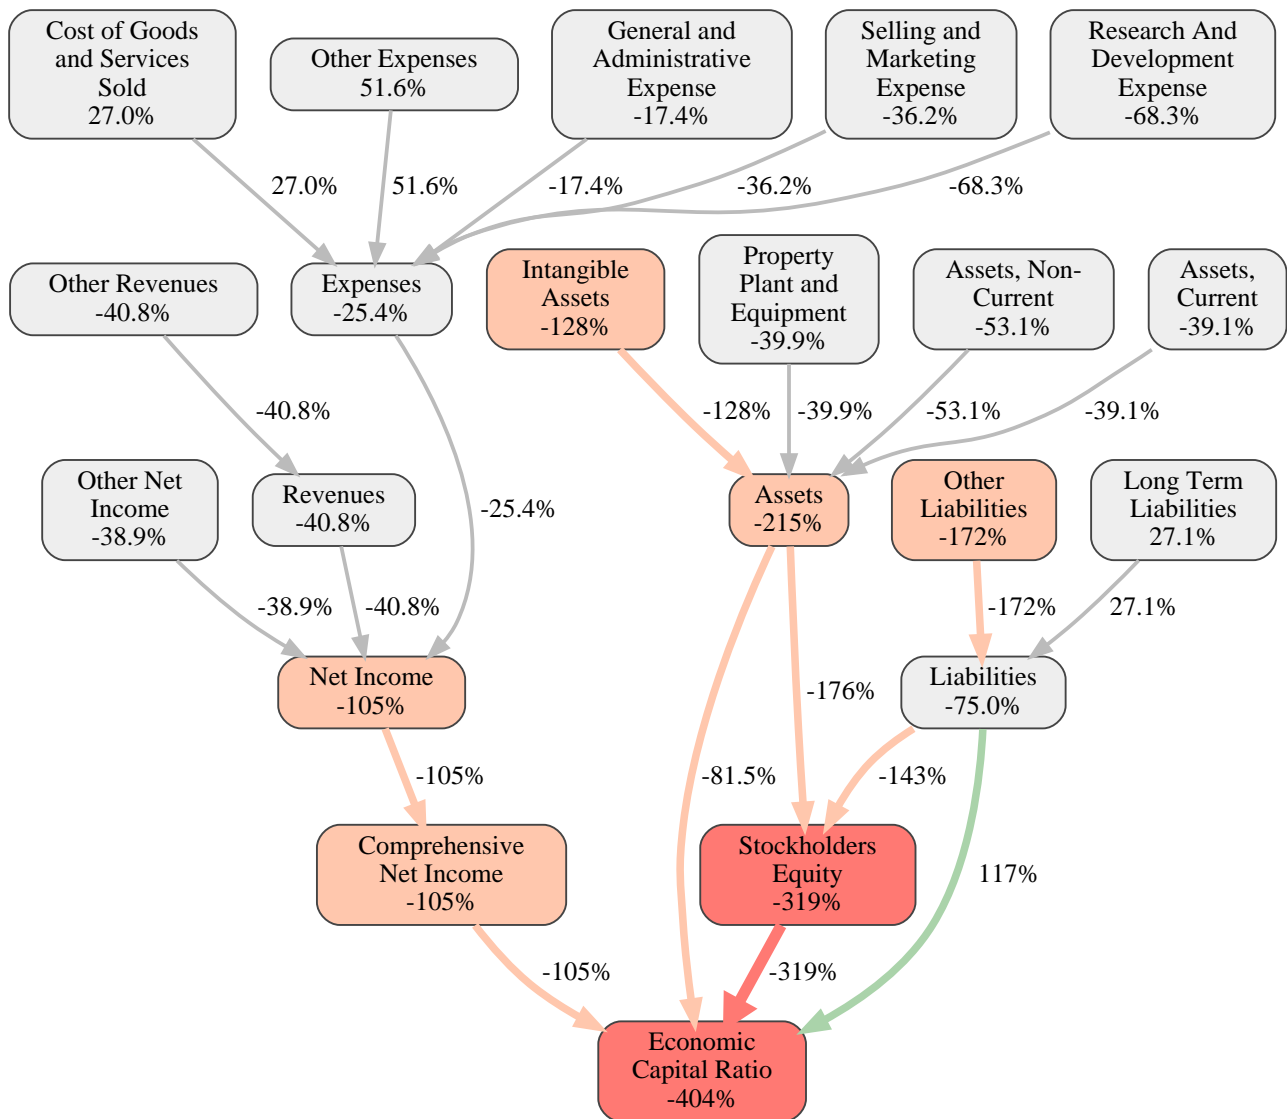 Cost of Goods
and Services
Sold
27.0%
Other Expenses
51.6%
General and
Administrative
Expense
-17.4%
Selling and
Marketing
Expense
-36.2%
Research And
Development
Expense
-68.3%
27.0%
51.6%
-17.4%
-36.2%
-68.3%
Other Revenues
-40.8%
Expenses
-25.4%
Intangible
Assets
-128%
Property
Plant and
Equipment
-39.9%
Assets, Non-
Current
-53.1%
Assets,
Current
-39.1%
-40.8%
-128%
-39.9%
-53.1%
-39.1%
Other Net
Income
-38.9%
Revenues
-40.8%
-25.4%
Assets
-215%
Other
Liabilities
-172%
Long Term
Liabilities
27.1%
-38.9%
-40.8%
-172%
27.1%
Net Income
-105%
-176%
Liabilities
-75.0%
-105%
-81.5%
-143%
Comprehensive
Net Income
-105%
Stockholders
Equity
-319%
117%
-105%
-319%
Economic
Capital Ratio
-404%